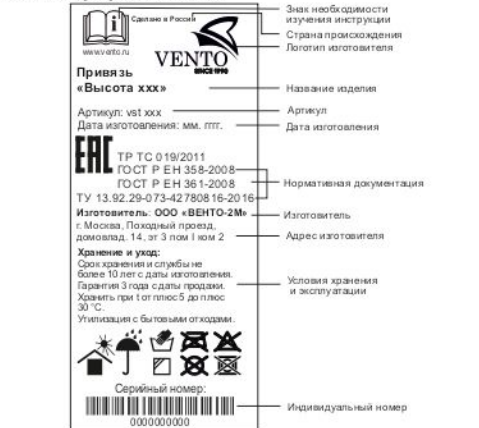 Сделано в России
www.vento.ru
VENTO
SINCE 1990
Привязь
«Высота ххх»
Артикул: vst xxx
Дата изготовления: мм. гггг.
ЕАС
ТР ТС 019/2011
ГОСТ Р ЕН 358-2008
ГОСТ Р ЕН 361-2008
ТУ 13.92.29-073-42780816-2016
Изготовитель: ООО «ВЕНТО-2М»
г. Москва, Походный проезд,
домовлад. 14, эт 3 пом I ком 2
Хранение и уход:
Срок хранения и службы не
более 10 лет с даты изготовления.
Гарантия 3 года с даты продажи.
Хранить при t от плюс 5 до плюс
30 °С.
Утилизация с бытовыми отходами.
Серийный номер:
0000000000
Знак необходимости
изучения инструкции
Страна происхождения
Логотип изготовителя
Название изделия
Артикул
Дата изготовления
Нормативная документация
Изготовитель
Адрес изготовителя
Условия хранения
и эксплуатации
Индивидуальный номер